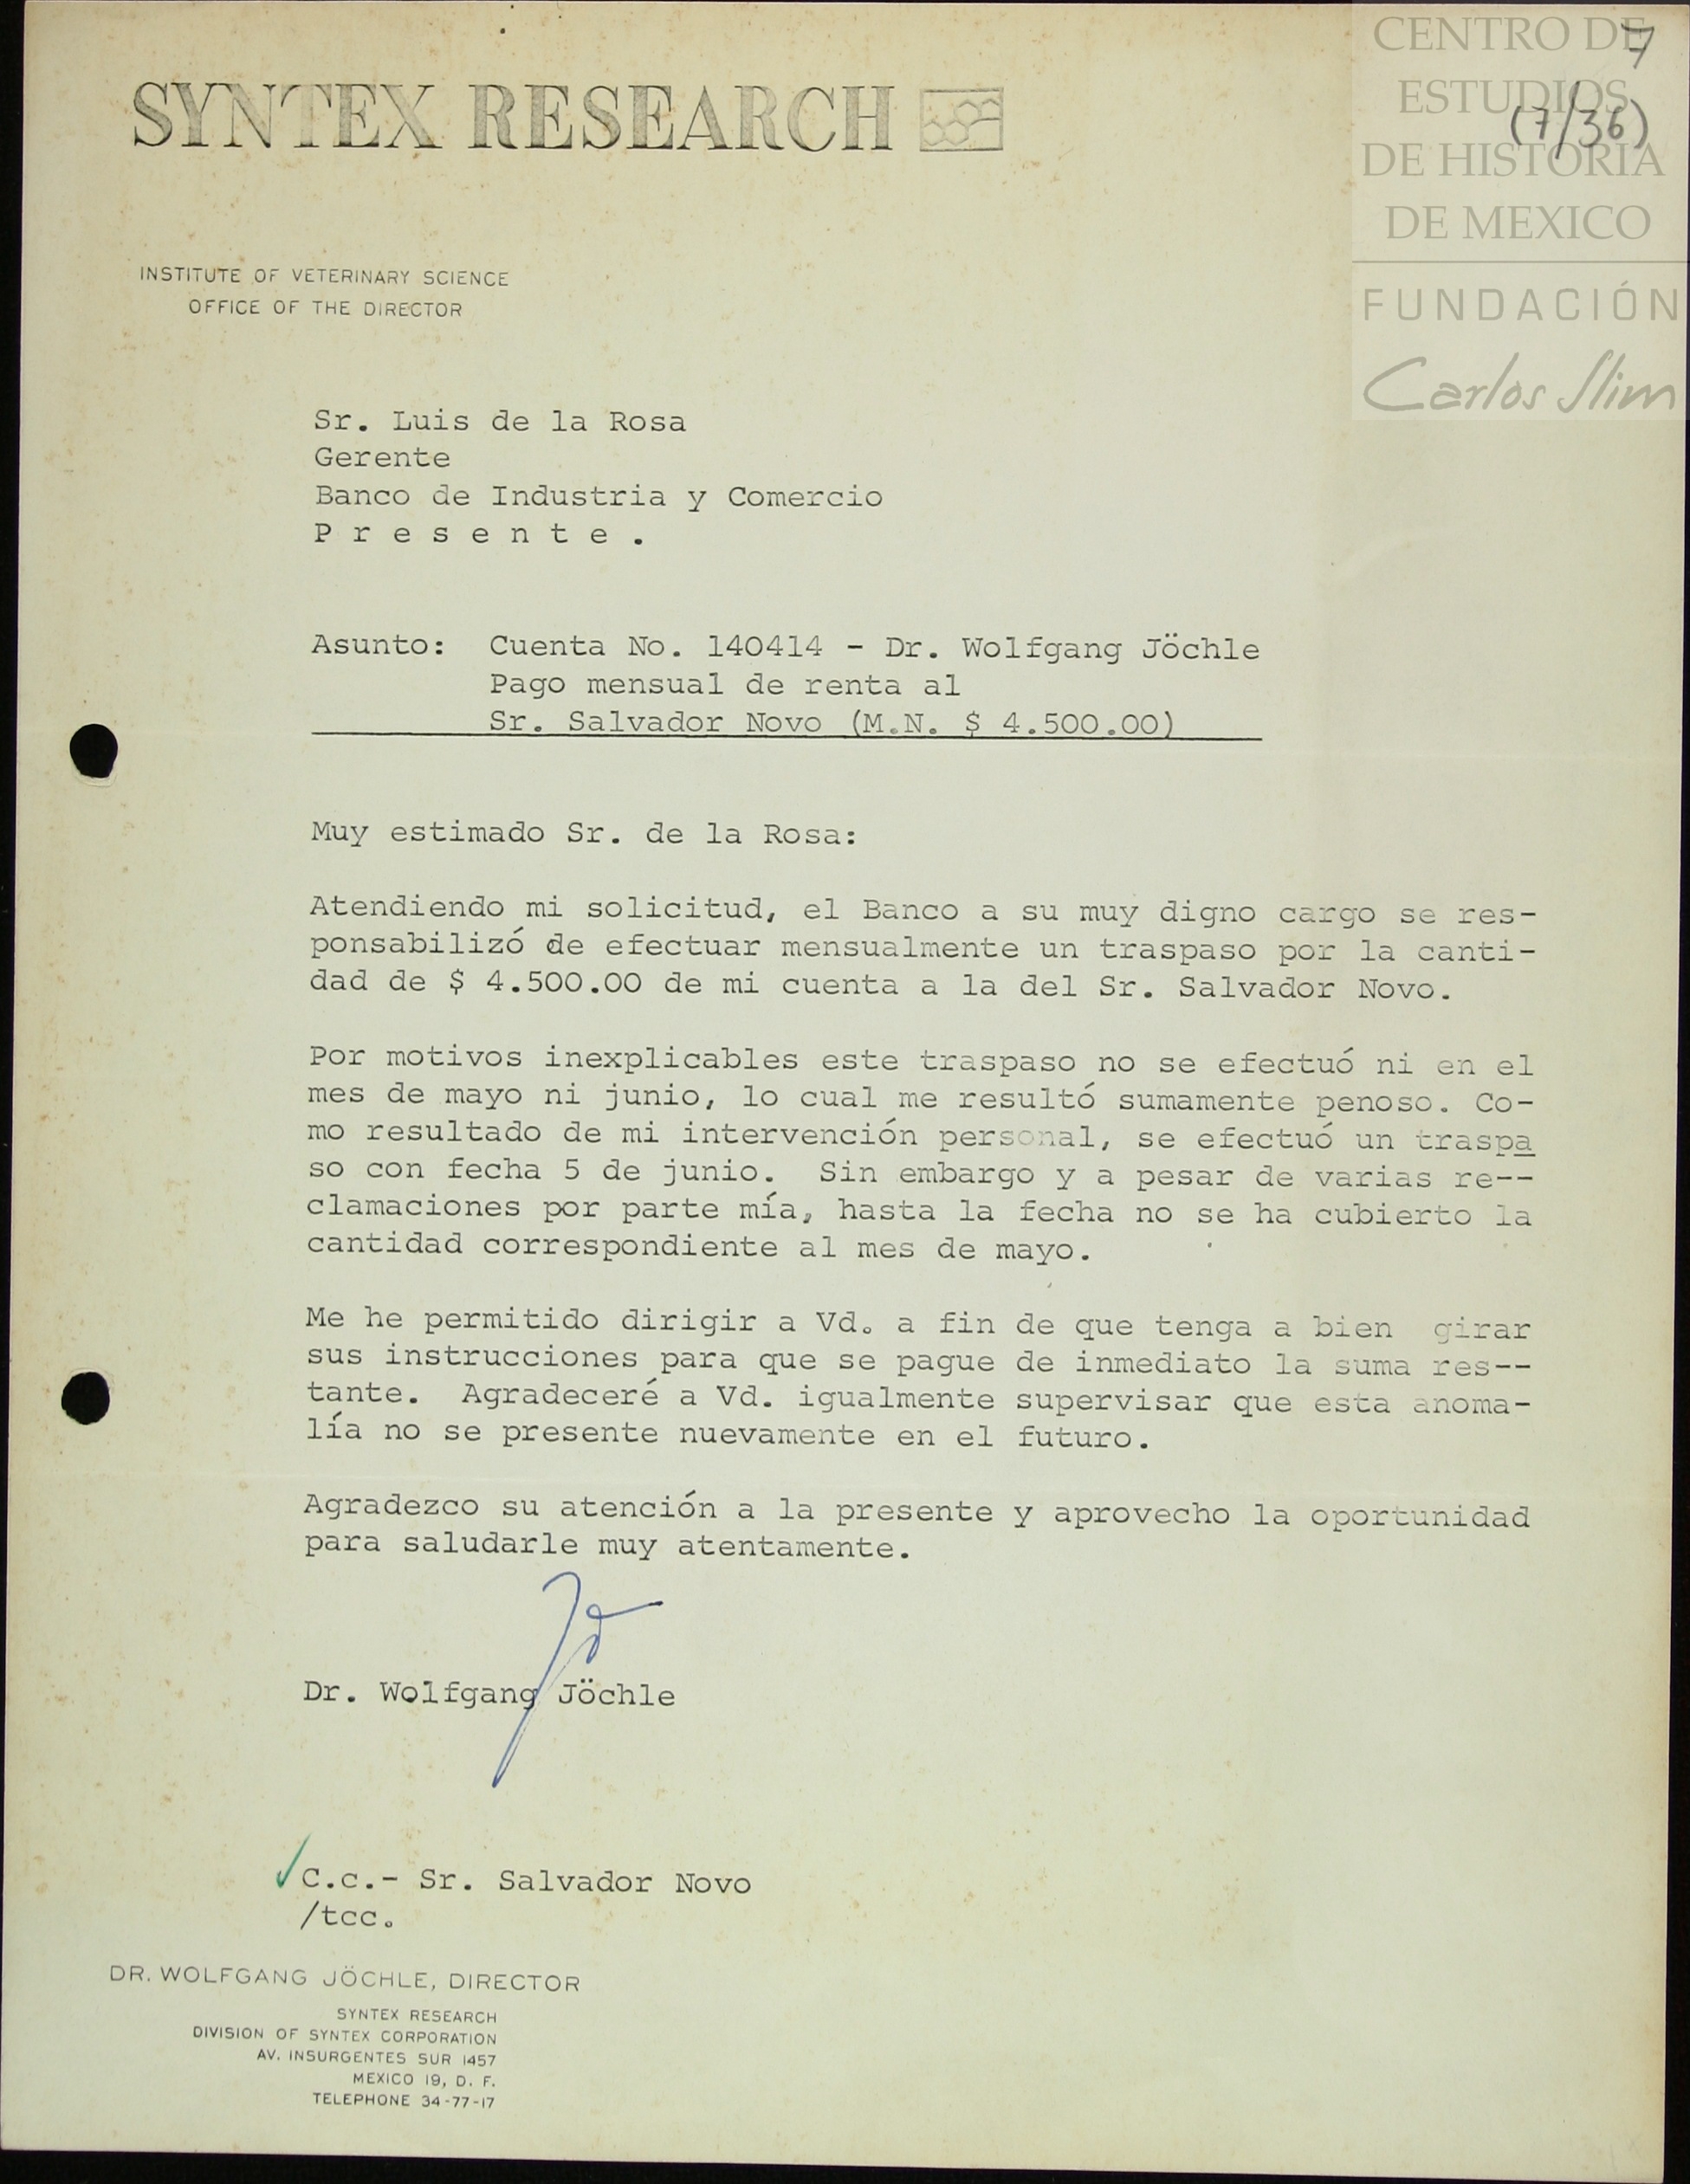 7
(7/36)
CENTRO DE
ESTUDIOS
DE HISTORIA
DE MEXICO
FUNDACIÓN
Carlos Slim
SYNTEX RESEARCH
INSTITUTE OF VETERINARY SCIENCE
OFFICE OF THE DIRECTOR
Sr. Luis de la Rosa
Gerente
Banco de Industria y Comercio
P r e s e n t e .
Asunto: Cuenta No. 140414 - Dr. Wolfgang Jöchle
Pago mensual de renta al
Sr. Salvador Novo (M.N. $ 4.500.00)
Muy estimado Sr. de la Rosa:
Atendiendo mi solicitud, el Banco a su muy digno cargo se res-
ponsabilizó de efectuar mensualmente un traspaso por la canti-
dad de $ 4.500.00 de mi cuenta a la del Sr. Salvador Novo.
Por motivos inexplicables este traspaso no se efectuó ni en el
mes de mayo ni junio, lo cual me resultó sumamente penoso. Co-
mo resultado de mi intervención personal, se efectuó un traspa
so con fecha 5 de junio. Sin embargo y a pesar de varias re--
clamaciones por parte mía, hasta la fecha no se ha cubierto la
cantidad correspondiente al mes de mayo.
Me he permitido dirigir a Vd. a fin de que tenga a bien girar
sus instrucciones para que se pague de inmediato la suma res--
tante. Agradeceré a Vd. igualmente supervisar que esta anoma-
lía no se presente nuevamente en el futuro.
Agradezco su atención a la presente y aprovecho la oportunidad
para saludarle muy atentamente.
Dr. Wolfgang Jöchle
C.c.- Sr. Salvador Novo
/tcc.
DR. WOLFGANG JÖCHLE, DIRECTOR
SYNTEX RESEARCH
DIVISION OF SYNTEX CORPORATION
AV. INSURGENTES SUR 1457
MEXICO 19, D. F.
TELEPHONE 34-77-17